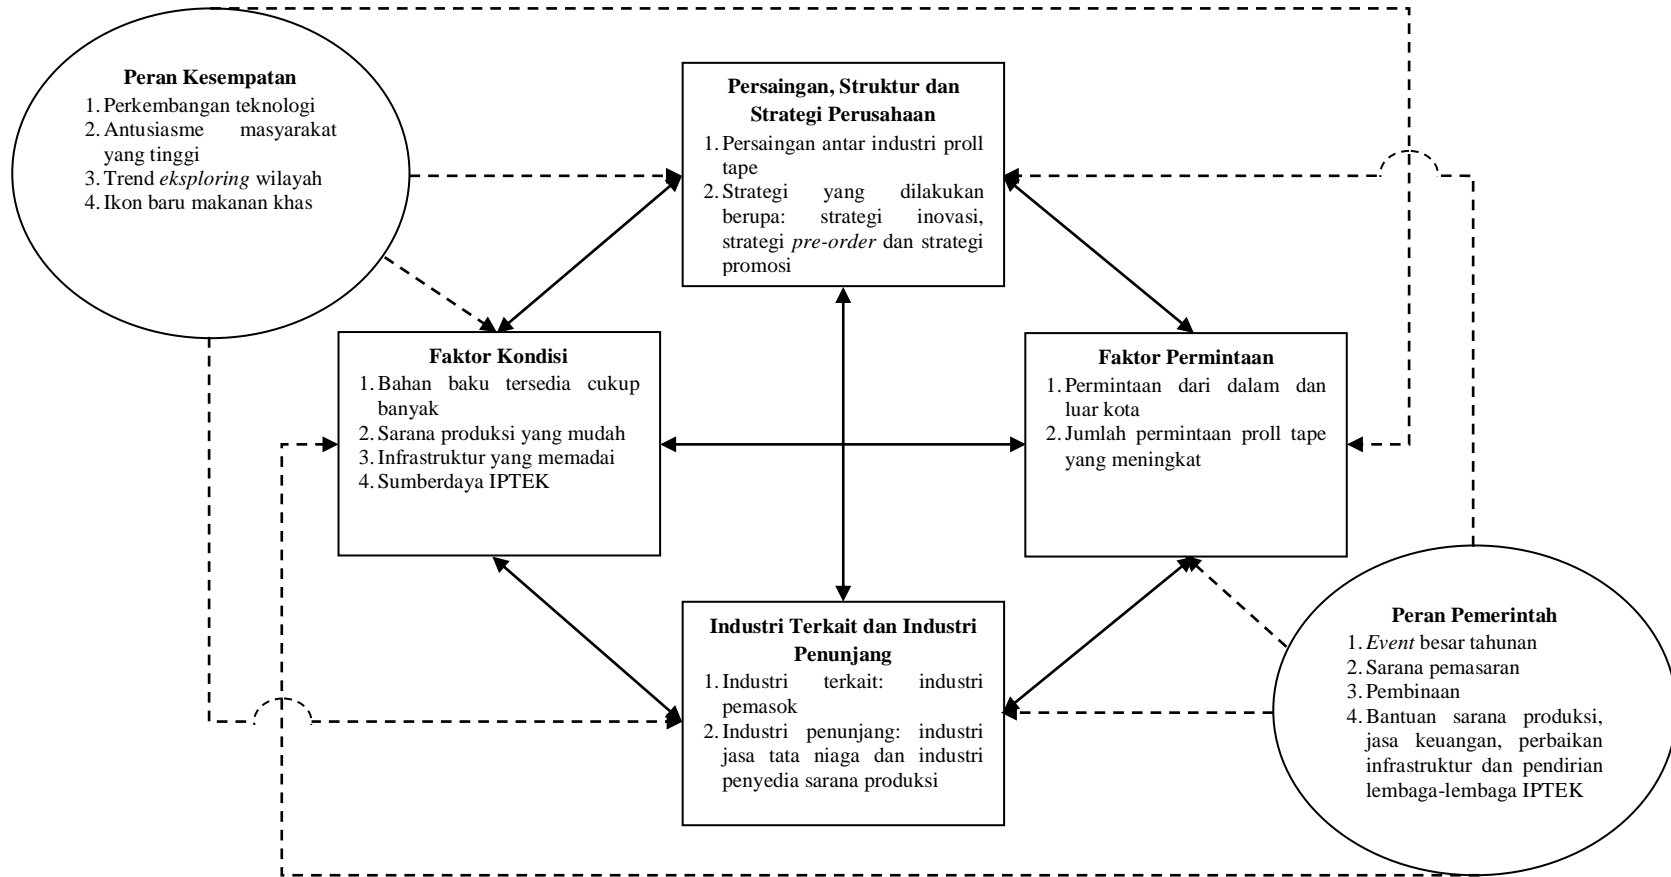 Peran Kesempatan
1. Perkembangan teknologi
2. Antusiasme masyarakat
yang tinggi
3. Trend eksploring wilayah
4. Ikon baru makanan khas
Persaingan, Struktur dan
Strategi Perusahaan
1. Persaingan antar industri proll
tape
2. Strategi yang dilakukan
berupa: strategi inovasi,
strategi pre-order dan strategi
promosi
Faktor Kondisi
1. Bahan baku tersedia cukup
banyak
2. Sarana produksi yang mudah
3. Infrastruktur yang memadai
4. Sumberdaya IPTEK
Faktor Permintaan
1. Permintaan dari dalam dan
luar kota
2. Jumlah permintaan proll tape
yang meningkat
Industri Terkait dan Industri
Penunjang
1. Industri terkait: industri
pemasok
2. Industri penunjang: industri
jasa tata niaga dan industri
penyedia sarana produksi
Peran Pemerintah
1. Event besar tahunan
2. Sarana pemasaran
3. Pembinaan
4. Bantuan sarana produksi,
jasa keuangan, perbaikan
infrastruktur dan pendirian
lembaga-lembaga IPTEK